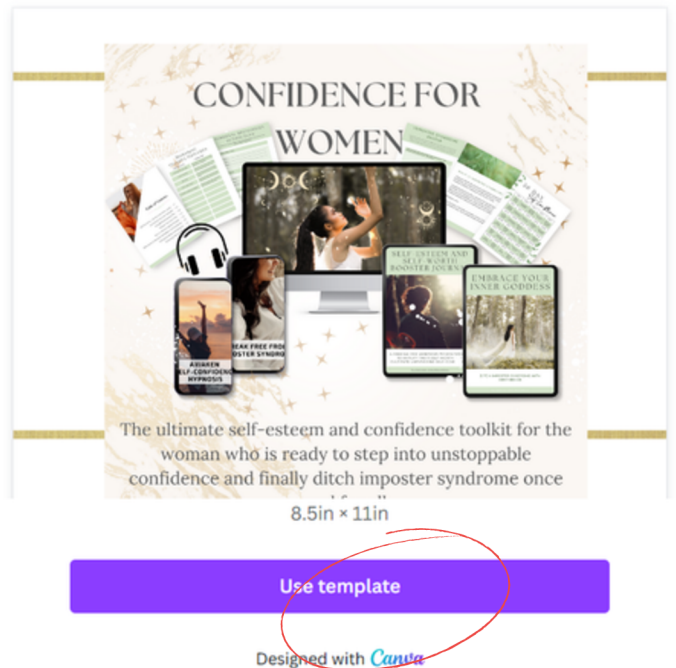 CONFIDENCE FOR
WOMEN
SELF-ESTEEM AND
SELF-WORTH
BOOSTER
EMBRACE YOUR
INNER GODDESS
AWAKEN
HYPNOSIS
The ultimate self-esteem and confidence toolkit for the
woman who is ready to step into unstoppable
confidence and finally ditch imposter syndrome once
8.5in × 11in
Use template
Designed with Canva